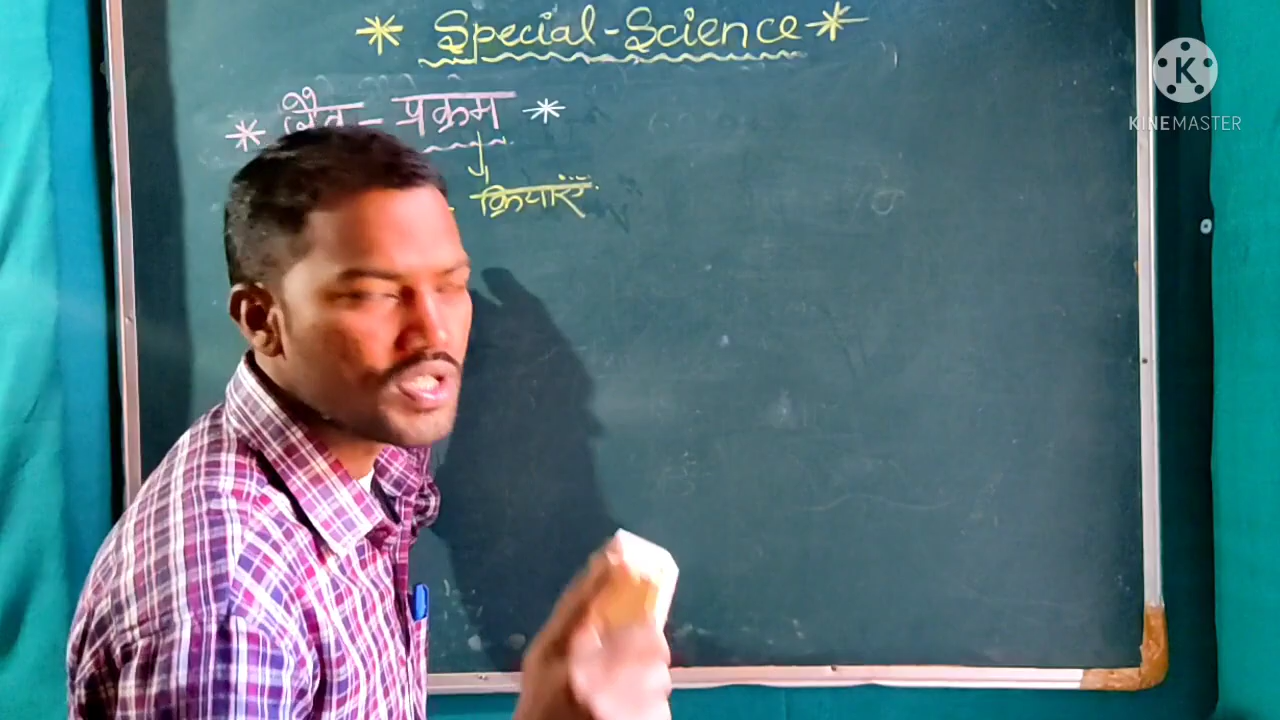 * Special-Science *
* जैव - प्रक्रम *
क्रियाएं
K
KINEMASTER